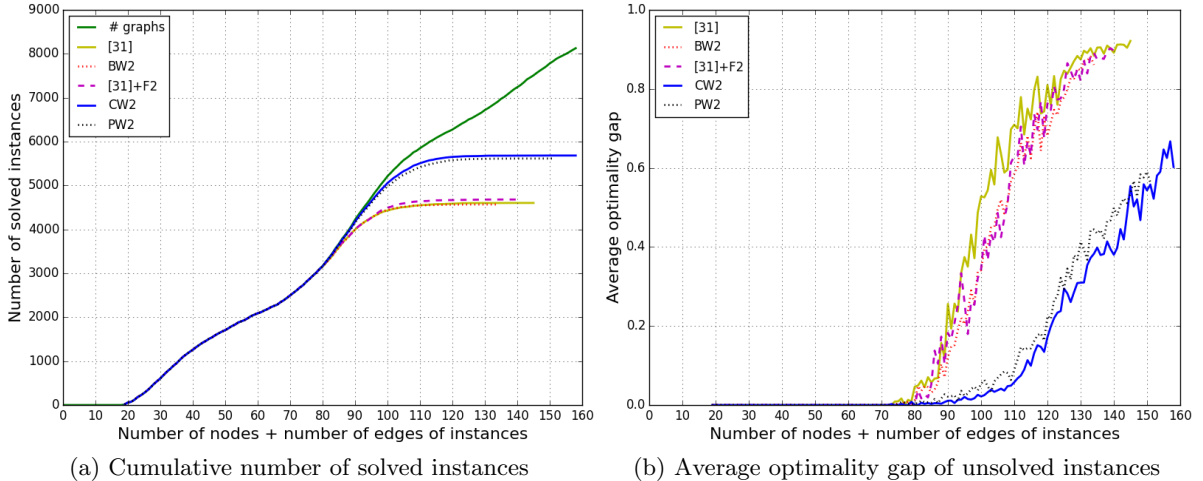 9000
8000
7000
6000
5000
4000
3000
2000
1000
0
Number of solved instances
# graphs
[31]
BW2
[31]+F2
CW2
PW2
0 10 20 30 40 50 60 70 80 90 100 110 120 130 140 150 160
Number of nodes + number of edges of instances
(a) Cumulative number of solved instances
1.0
0.8
0.6
0.4
0.2
0.0
Average optimality gap
[31]
BW2
[31]+F2
CW2
PW2
0 10 20 30 40 50 60 70 80 90 100 110 120 130 140 150 160
Number of nodes + number of edges of instances
(b) Average optimality gap of unsolved instances